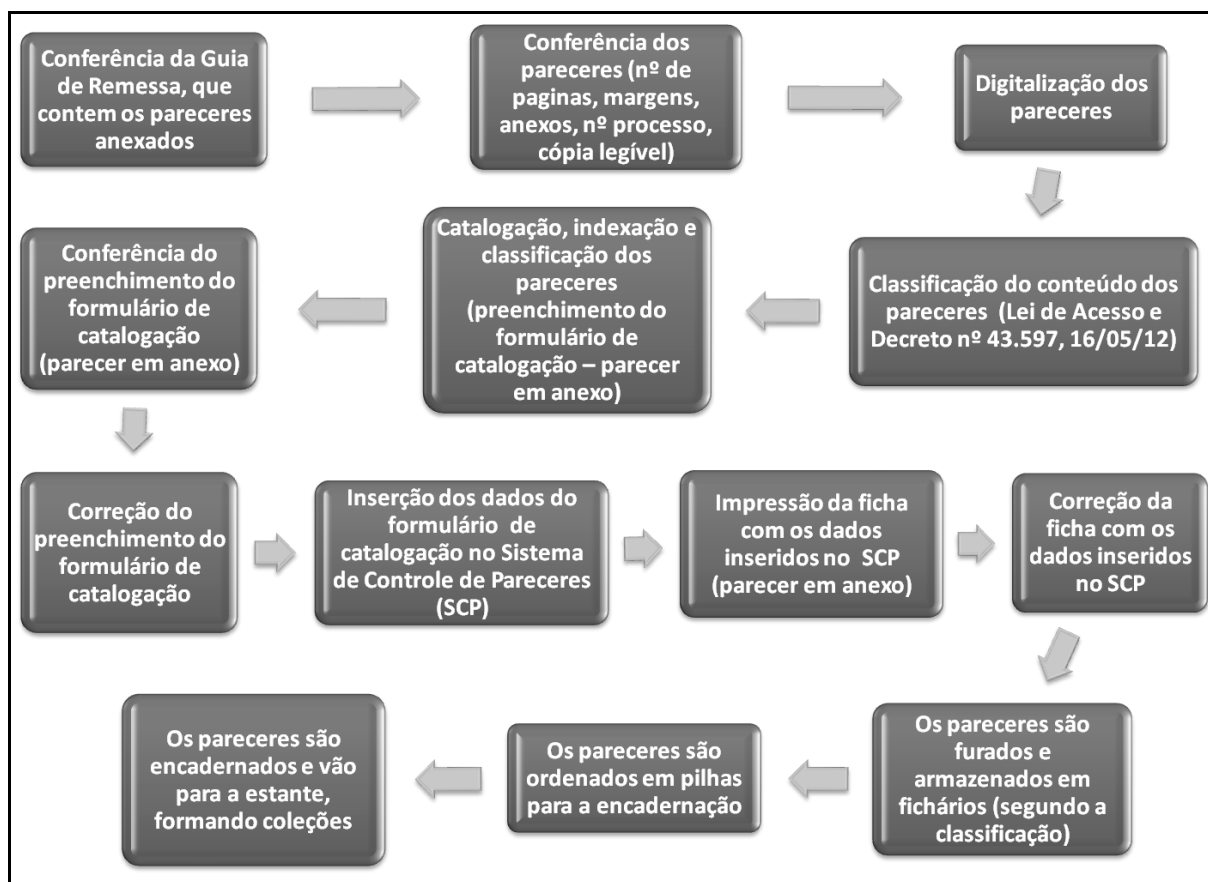 Conferência da Guia
de Remessa, que
contem os pareceres
anexados
Conferência dos
pareceres (nº de
paginas, margens,
anexos, nº processo,
cópia legível)
Digitalização dos
pareceres
Classificação do conteúdo dos
pareceres (Lei de Acesso e
Decreto nº 43.597, 16/05/12)
Catalogação, indexação e
classificação dos
pareceres
(preenchimento do
formulário de
catalogação – parecer
em anexo)
Conferência do
preenchimento do
formulário de
catalogação
(parecer em anexo)
Correção do
preenchimento do
formulário de
catalogação
Inserção dos dados do
formulário de
catalogação no Sistema
de Controle de Pareceres
(SCP)
Impressão da ficha
com os dados
inseridos no SCP
(parecer em anexo)
Correção da
ficha com os
dados inseridos
no SCP
Os pareceres são
furados e
armazenados em
fichários (segundo a
classificação)
Os pareceres são
ordenados em pilhas
para a encadernação
Os pareceres são
encadernados e vão
para a estante,
formando coleções